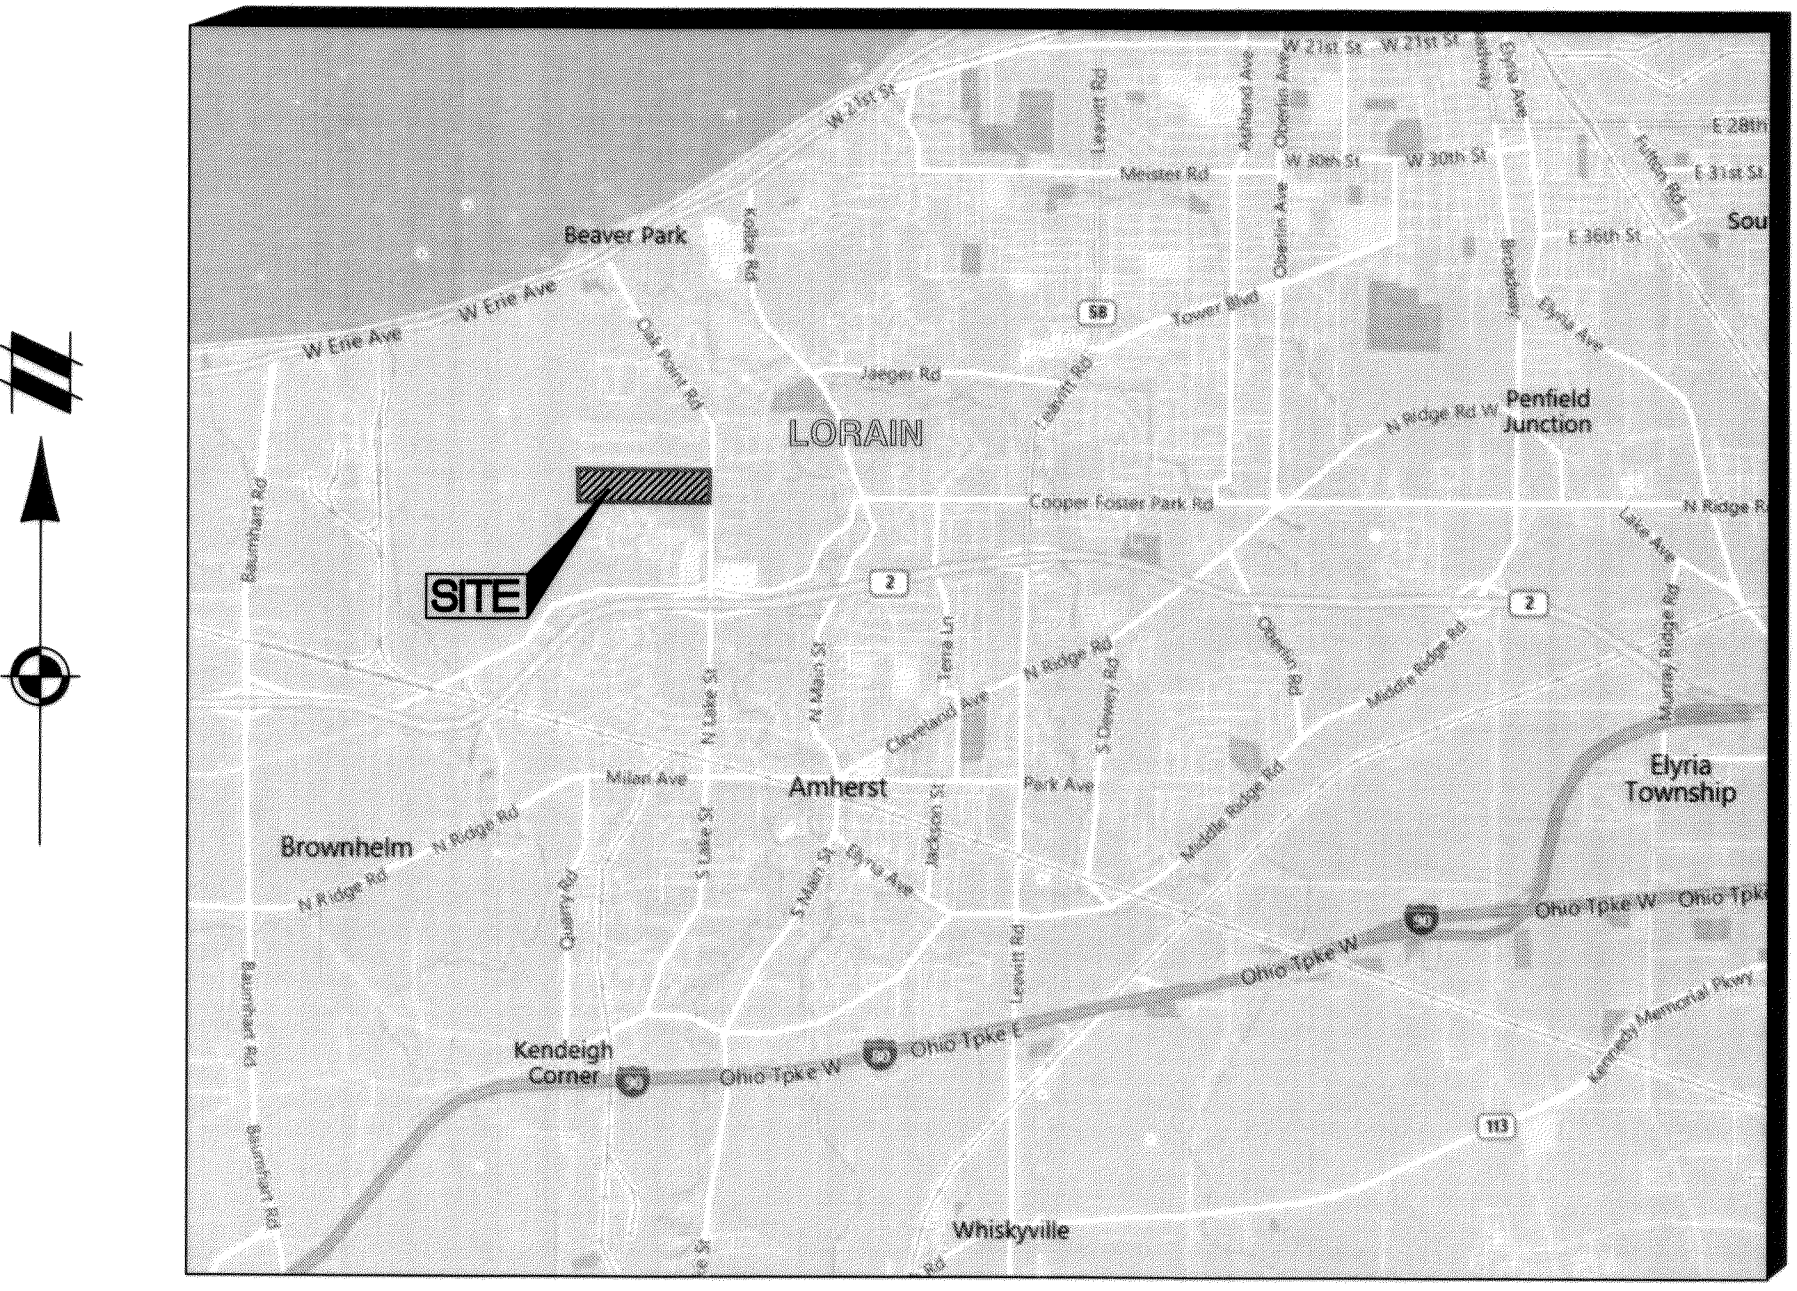 W 21st St
W 21st St
Elyria Ave
W 21st St
Leavitt Rd
Ashland Ave
Oberlin Ave
E 28th
Fulton Rd
Meister Rd
W 30th St
W 30th St
E 31st St
Beaver Park
Kolbe Rd
Oberlin Ave
Sou
E 36th St
Broadway
W Erie Ave
W Erie Ave
58
Tower Blvd
Elyria Ave
Oak Point Rd
Jaeger Rd
Leavitt Rd
LORAIN
N Ridge Rd W
Penfield
Junction
Baumhart Rd
Cooper Foster Park Rd
N Ridge R
Lake Ave
SITE
2
2
Murray Ridge Rd
Oberlin Rd
Middle Ridge Rd
N Lake St
N Main St
Terra Ln
N Ridge Rd
S Dewey Rd
Cleveland Ave
Milan Ave
Amherst
Park Ave
Elyria
Township
Middle Ridge Rd
Brownhelm
N Ridge Rd
N Ridge Rd
S Lake St
Jackson St
Elyria Ave
S Main St
Quarry Rd
Ohio Tpke W
Ohio Tpke
Ohio Tpke W
Leavitt Rd
Baumhart Rd
Kennedy Memorial Pkwy
Kendeigh
Corner
Ohio Tpke W
Ohio Tpke E
90
80
90
113
Baumhart Rd
Whiskyville
ke St
Rd